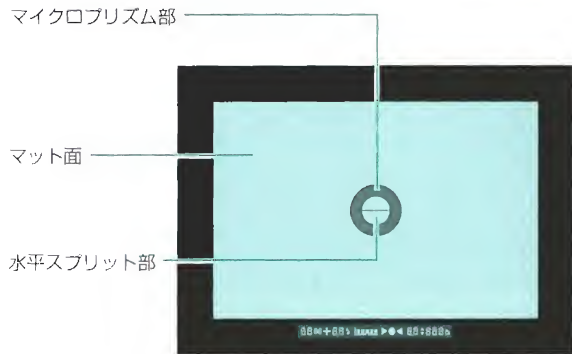 マイクロプリズム部
マット面
水平スプリット部